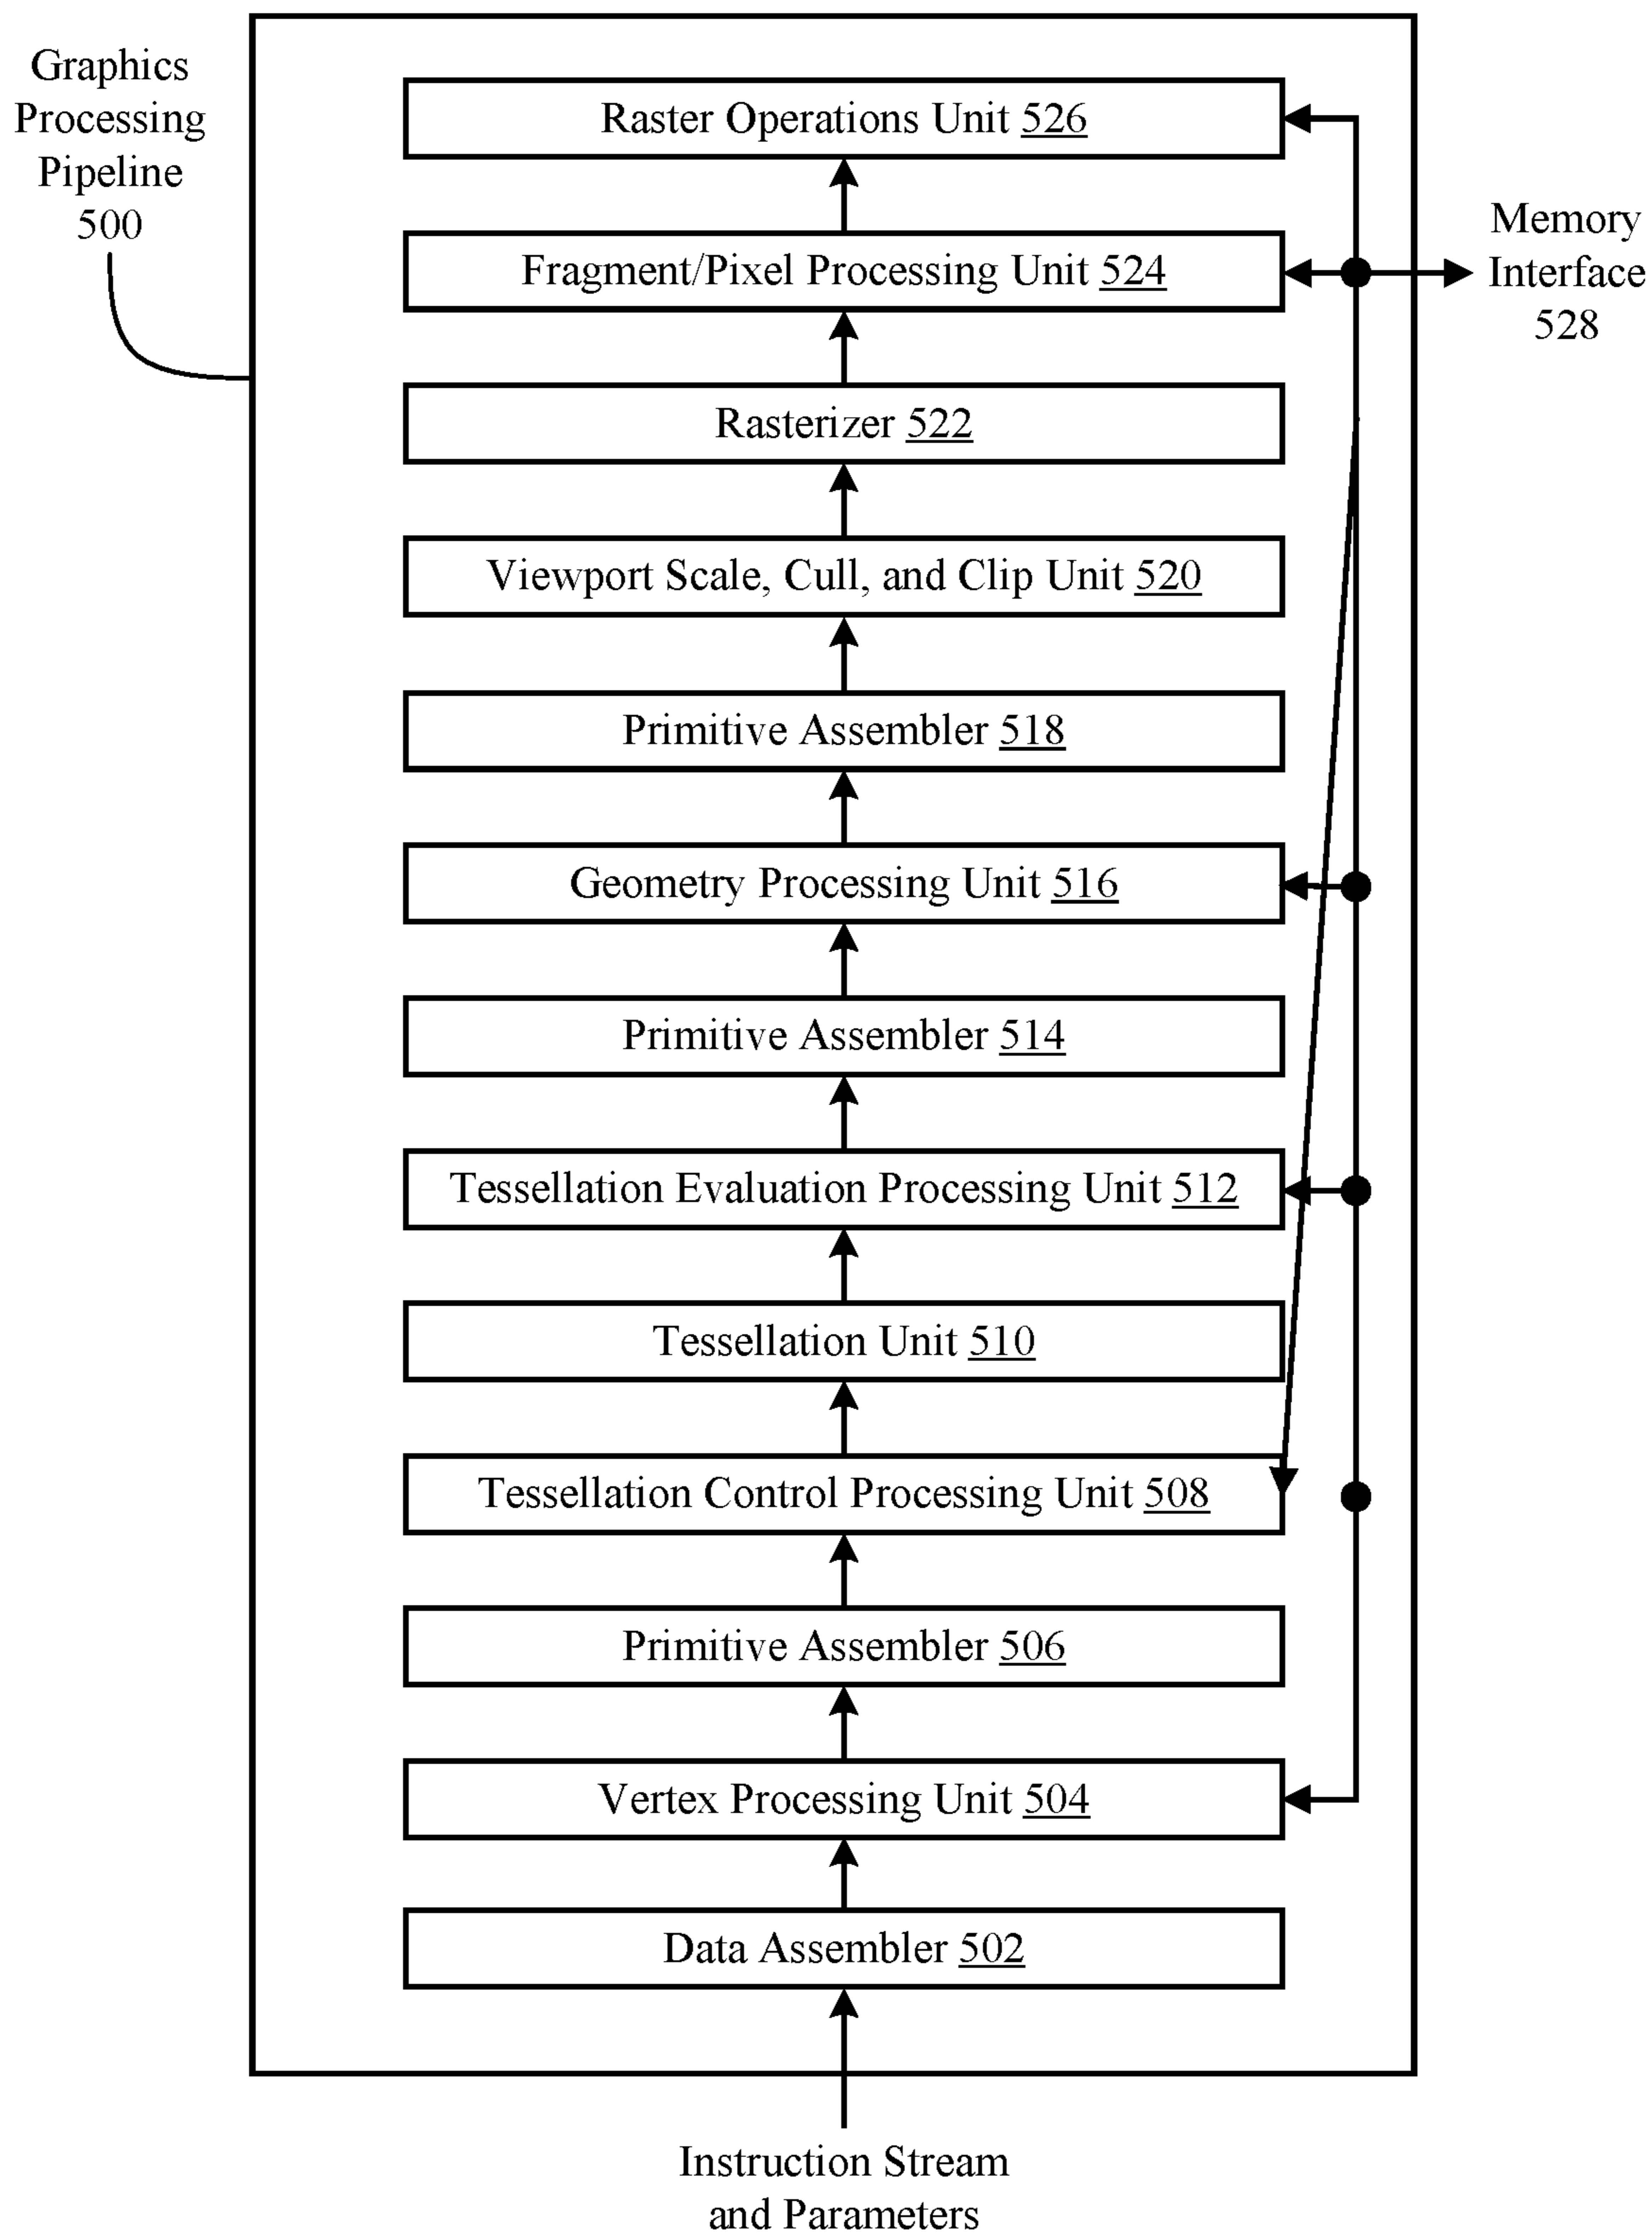 Graphics
Processing
Pipeline
500
Raster Operations Unit 526
Memory
Interface
528
Fragment/Pixel Processing Unit 524
Rasterizer 522
Viewport Scale, Cull, and Clip Unit 520
Primitive Assembler 518
Geometry Processing Unit 516
Primitive Assembler 514
Tessellation Evaluation Processing Unit 512
Tessellation Unit 510
Tessellation Control Processing Unit 508
Primitive Assembler 506
Vertex Processing Unit 504
Data Assembler 502
Instruction Stream
and Parameters